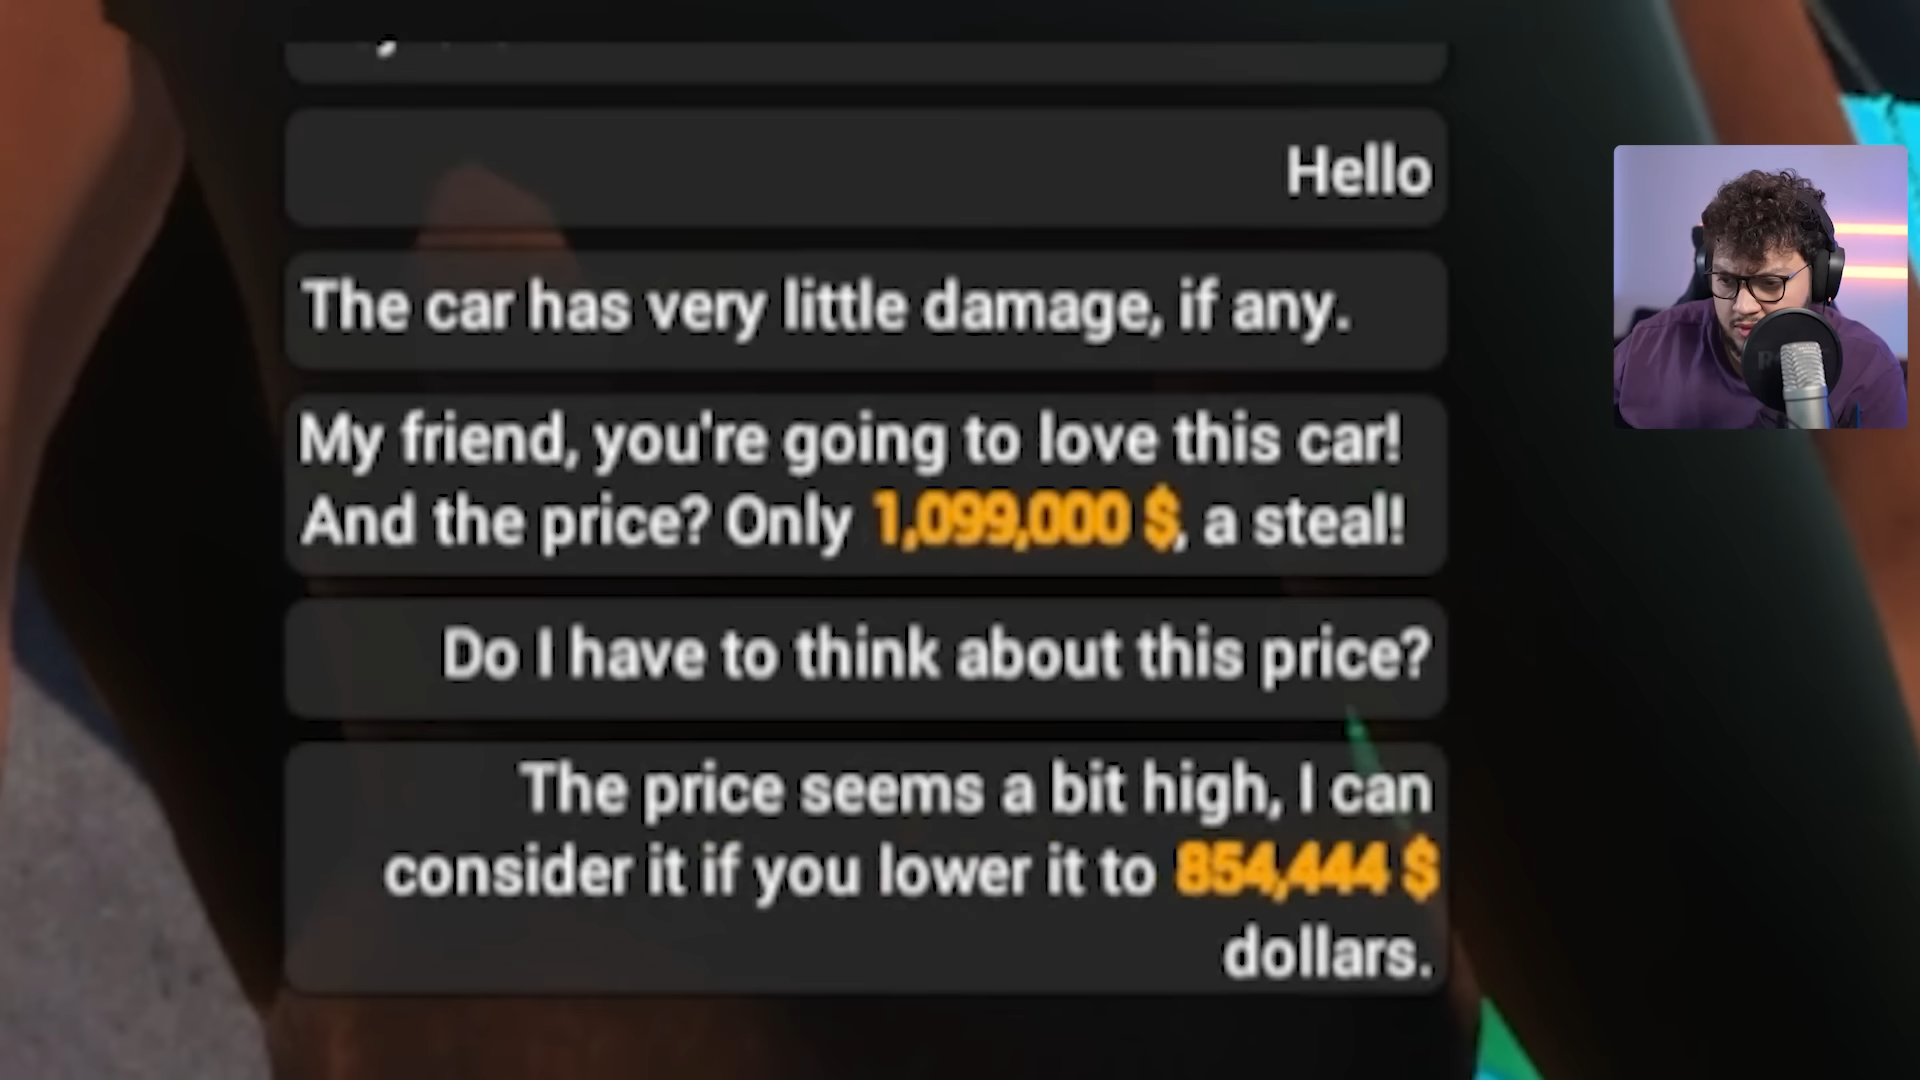 Hello
The car has very little damage, if any.
My friend, you're going to love this car!
And the price? Only 1,099,000 $, a steal!
Do I have to think about this price?
The price seems a bit high, I can
consider it if you lower it to 854,444 $
dollars.